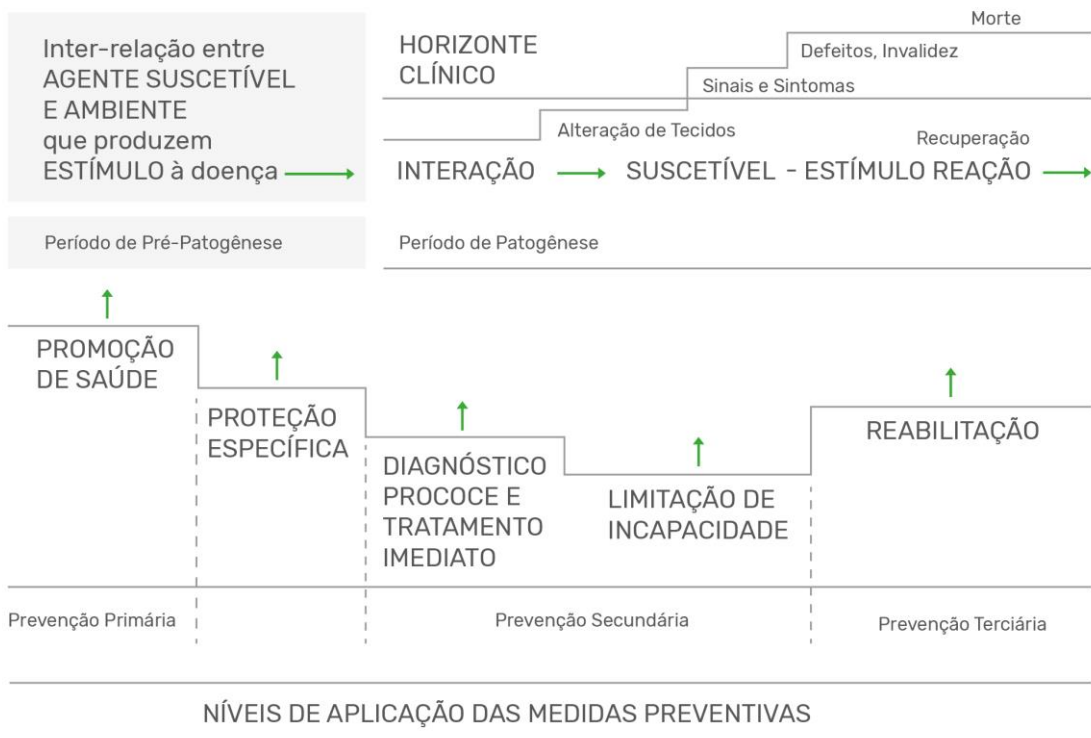 Inter-relação entre
AGENTE SUSCETÍVEL
E AMBIENTE
que produzem
ESTÍMULO à doença
HORIZONTE
CLÍNICO
Morte
Defeitos, Invalidez
Sinais e Sintomas
Alteração de Tecidos
Recuperação
INTERAÇÃO
SUSCETÍVEL - ESTÍMULO REAÇÃO
Período de Pré-Patogênese
Período de Patogênese
PROMOÇÃO
DE SAÚDE
PROTEÇÃO
ESPECÍFICA
DIAGNÓSTICO
PROCOCE E
TRATAMENTO
IMEDIATO
LIMITAÇÃO DE
INCAPACIDADE
REABILITAÇÃO
Prevenção Primária
Prevenção Secundária
Prevenção Terciária
NÍVEIS DE APLICAÇÃO DAS MEDIDAS PREVENTIVAS